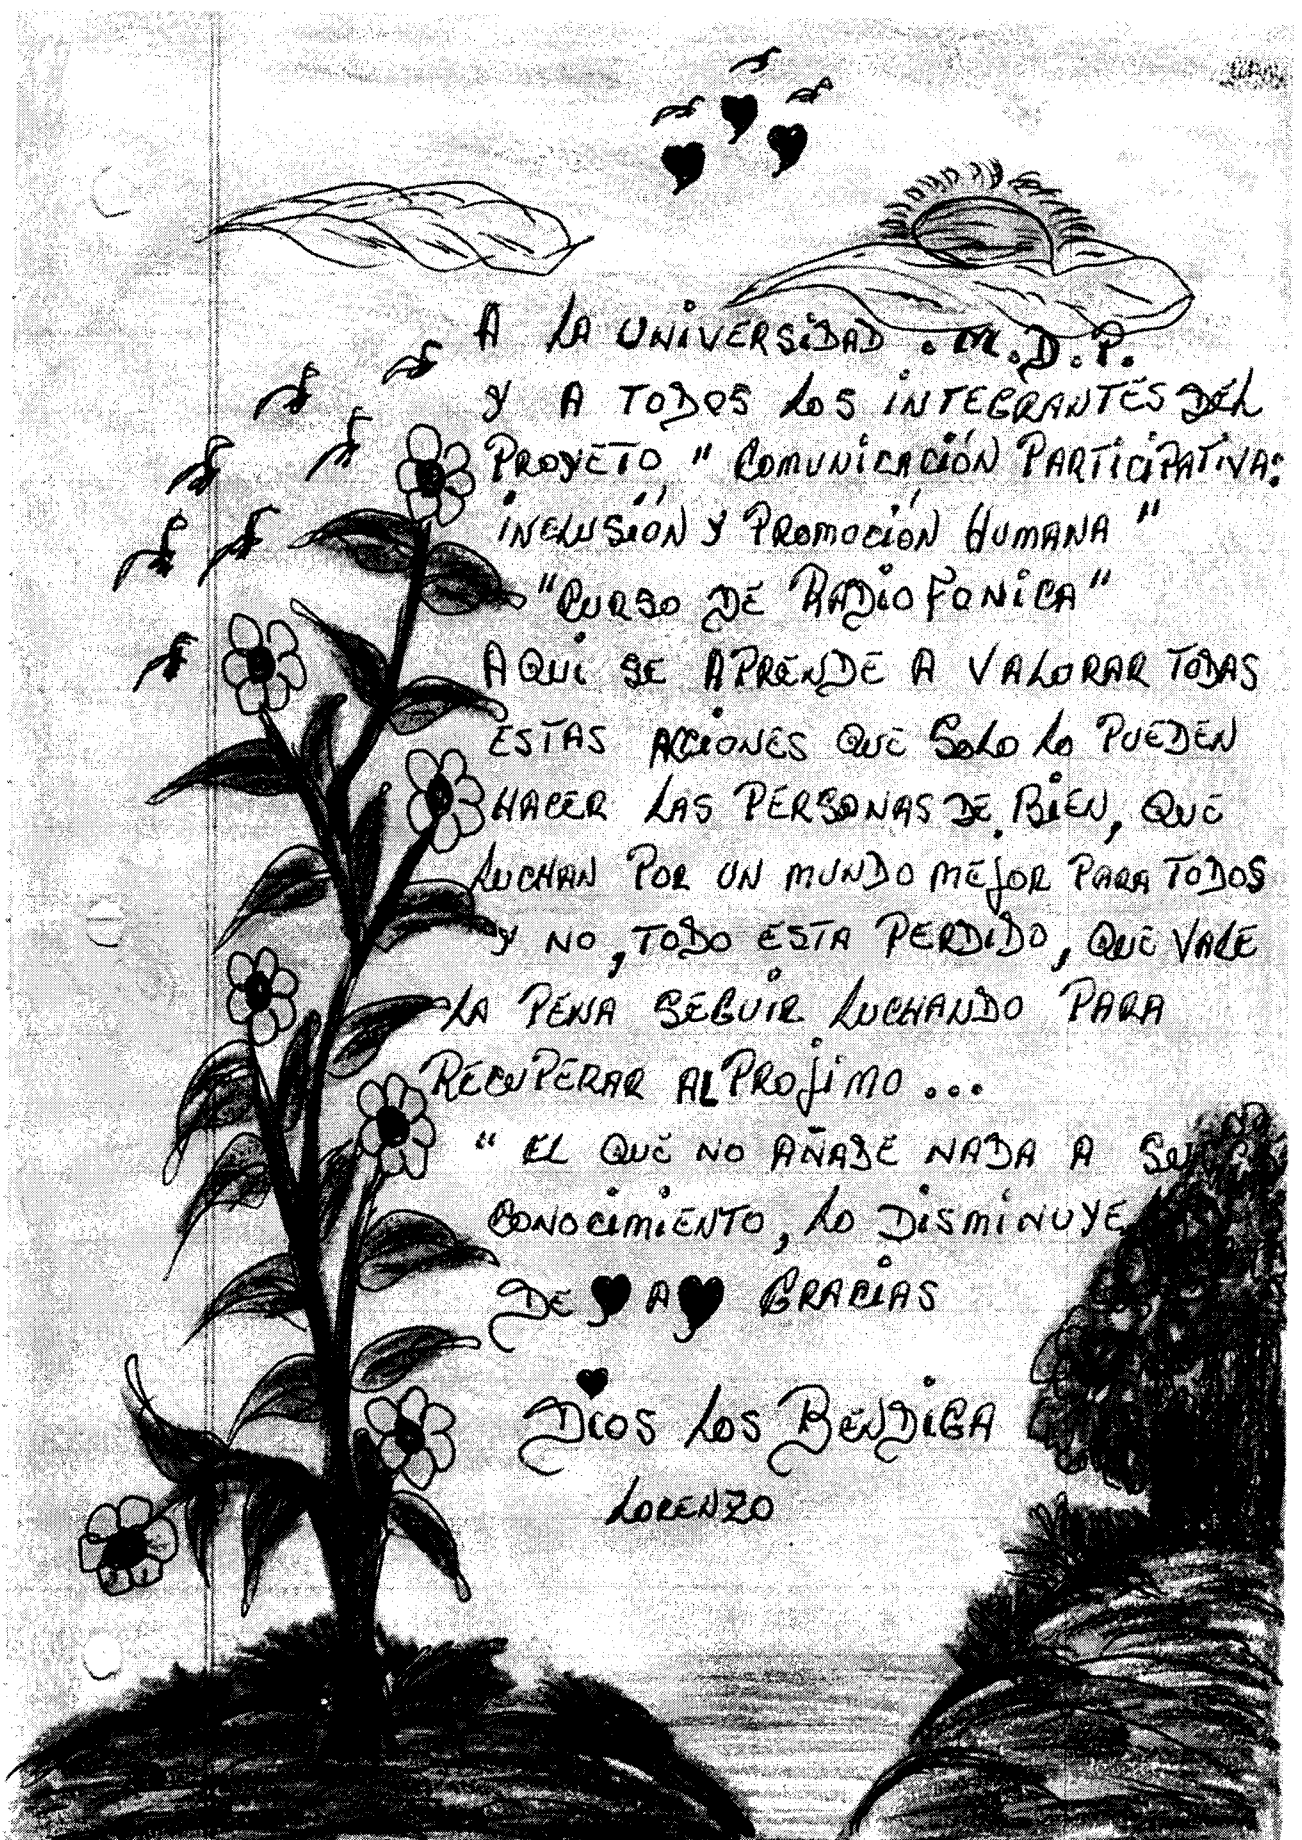 A LA UNIVERSIDAD . M.D.P.
Y A TODOS LOS INTEGRANTES DEL
PROYETO " COMUNICACIÓN PARTICIPATIVA:
INCLUSIÓN Y PROMOCIÓN HUMANA "
"CURSO DE RADIOFONICA"
AQUI SE APRENDE A VALORAR TODAS
ESTAS ACCIONES QUE SOLO LO PUEDEN
HACER LAS PERSONAS DE BIEN, QUE
LUCHAN POR UN MUNDO MEJOR PARA TODOS
Y NO, TODO ESTA PERDIDO, QUE VALE
LA PENA SEGUIR LUCHANDO PARA
RECUPERAR AL PROJIMO ...
" EL QUE NO AÑADE NADA A SU
CONOCIMIENTO, LO DISMINUYE
DE A GRACIAS
DIOS LOS BENDIGA
LORENZO